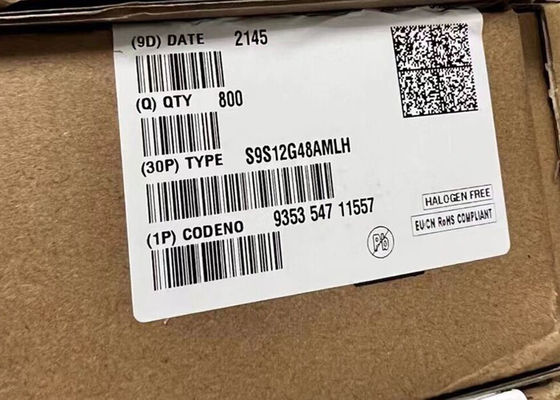 (9D) DATE 2145
(Q) QTY 800
(30P) TYPE S9S12G48AMLH
(1P) CODENO 9353 547 11557
Pb
HALOGEN FREE
EU·CN RoHS COMPLIANT